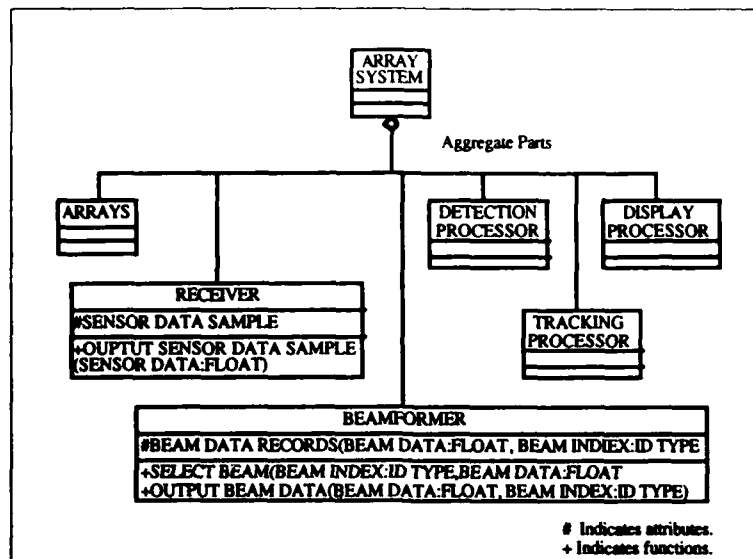 ARRAY
SYSTEM
Aggregate Parts
ARRAYS
DETECTION
PROCESSOR
DISPLAY
PROCESSOR
RECEIVER
#SENSOR DATA SAMPLE
+OUPTUT SENSOR DATA SAMPLE
(SENSOR DATA:FLOAT)
TRACKING
PROCESSOR
BEAMFORMER
#BEAM DATA RECORDS(BEAM DATA:FLOAT, BEAM INDIEX:ID TYPE
+SELECT BEAM(BEAM INDEX:ID TYPE,BEAM DATA:FLOAT
+OUTPUT BEAM DATA(BEAM DATA:FLOAT, BEAM INDEX:ID TYPE)
# Indicates attributes.
+ Indicates functions.